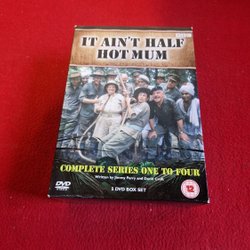 IT AIN'T HALF
HOT MUM
COMPLETE SERIES ONE TO FOUR
Written by Jimmy Perry and David Croft
DVD
5 DVD BOX SET
12